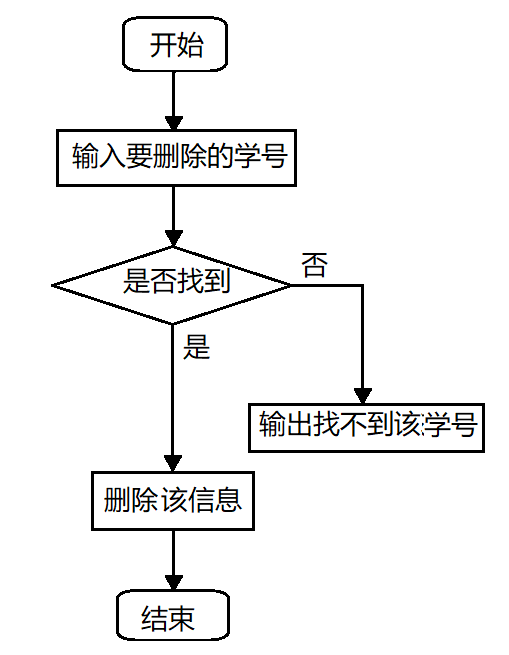 开始
输入要删除的学号
是否找到
否
是
输出找不到该学号
删除该信息
结束